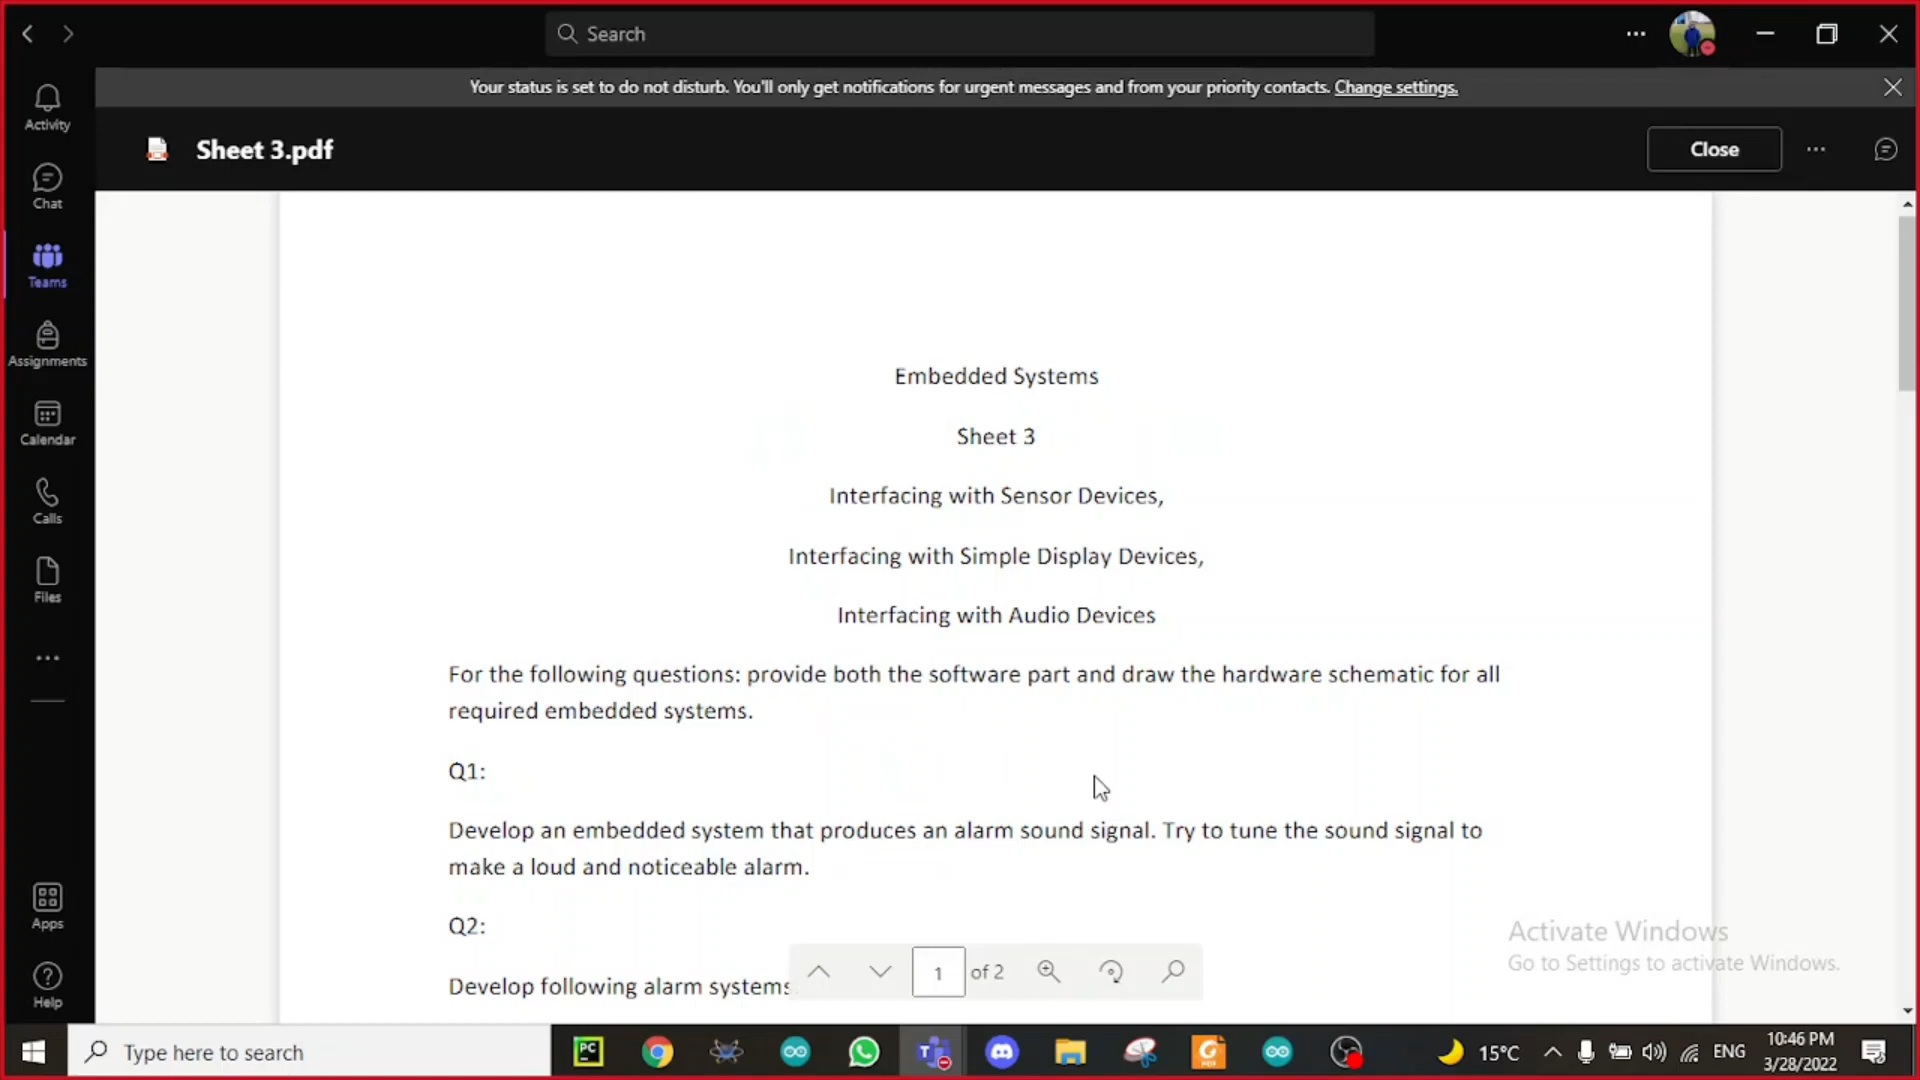 Search
Your status is set to do not disturb. You'll only get notifications for urgent messages and from your priority contacts. Change settings.
Activity
Sheet 3.pdf
Close
Chat
Teams
Assignments
Calendar
Calls
Files
Apps
Help
Embedded Systems
Sheet 3
Interfacing with Sensor Devices,
Interfacing with Simple Display Devices,
Interfacing with Audio Devices
For the following questions: provide both the software part and draw the hardware schematic for all
required embedded systems.
Q1:
Develop an embedded system that produces an alarm sound signal. Try to tune the sound signal to
make a loud and noticeable alarm.
Q2:
Develop following alarm systems
1 of 2
Activate Windows
Go to Settings to activate Windows.
Type here to search
PC
15°C
ENG
10:46 PM
3/28/2022